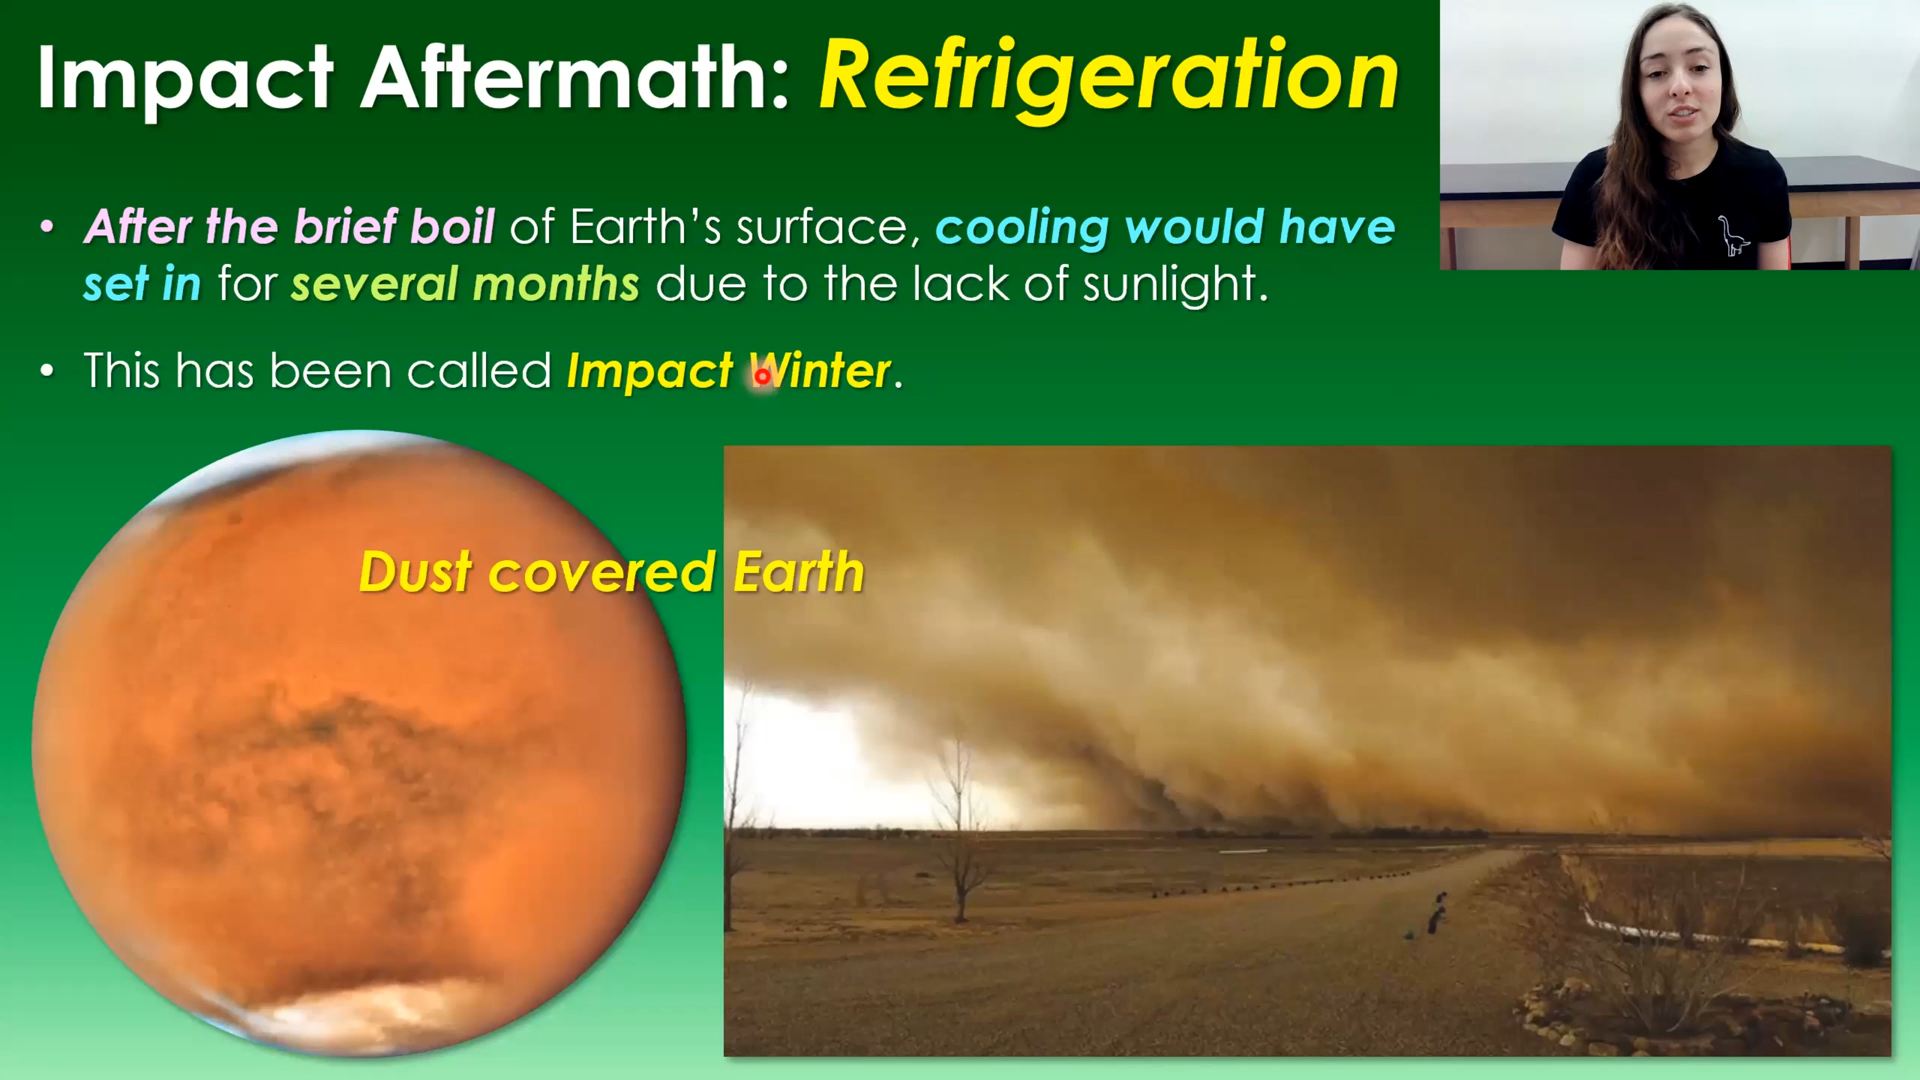 Impact Aftermath: Refrigeration
• After the brief boil of Earth’s surface, cooling would have
set in for several months due to the lack of sunlight.
• This has been called Impact Winter.
Dust covered Earth